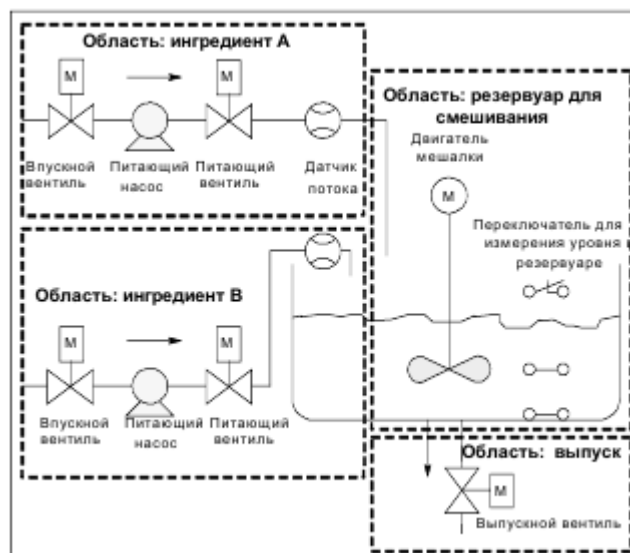 Область: ингредиент А
М
М
Впускной
вентиль
Питающий
насос
Питающий
вентиль
Датчик
потока
Область: резервуар для
смешивания
Двигатель
мешалки
М
Переключатель для
измерения уровня в
резервуаре
Область: ингредиент В
М
М
Впускной
вентиль
Питающий
насос
Питающий
вентиль
Область: выпуск
М
Выпускной вентиль